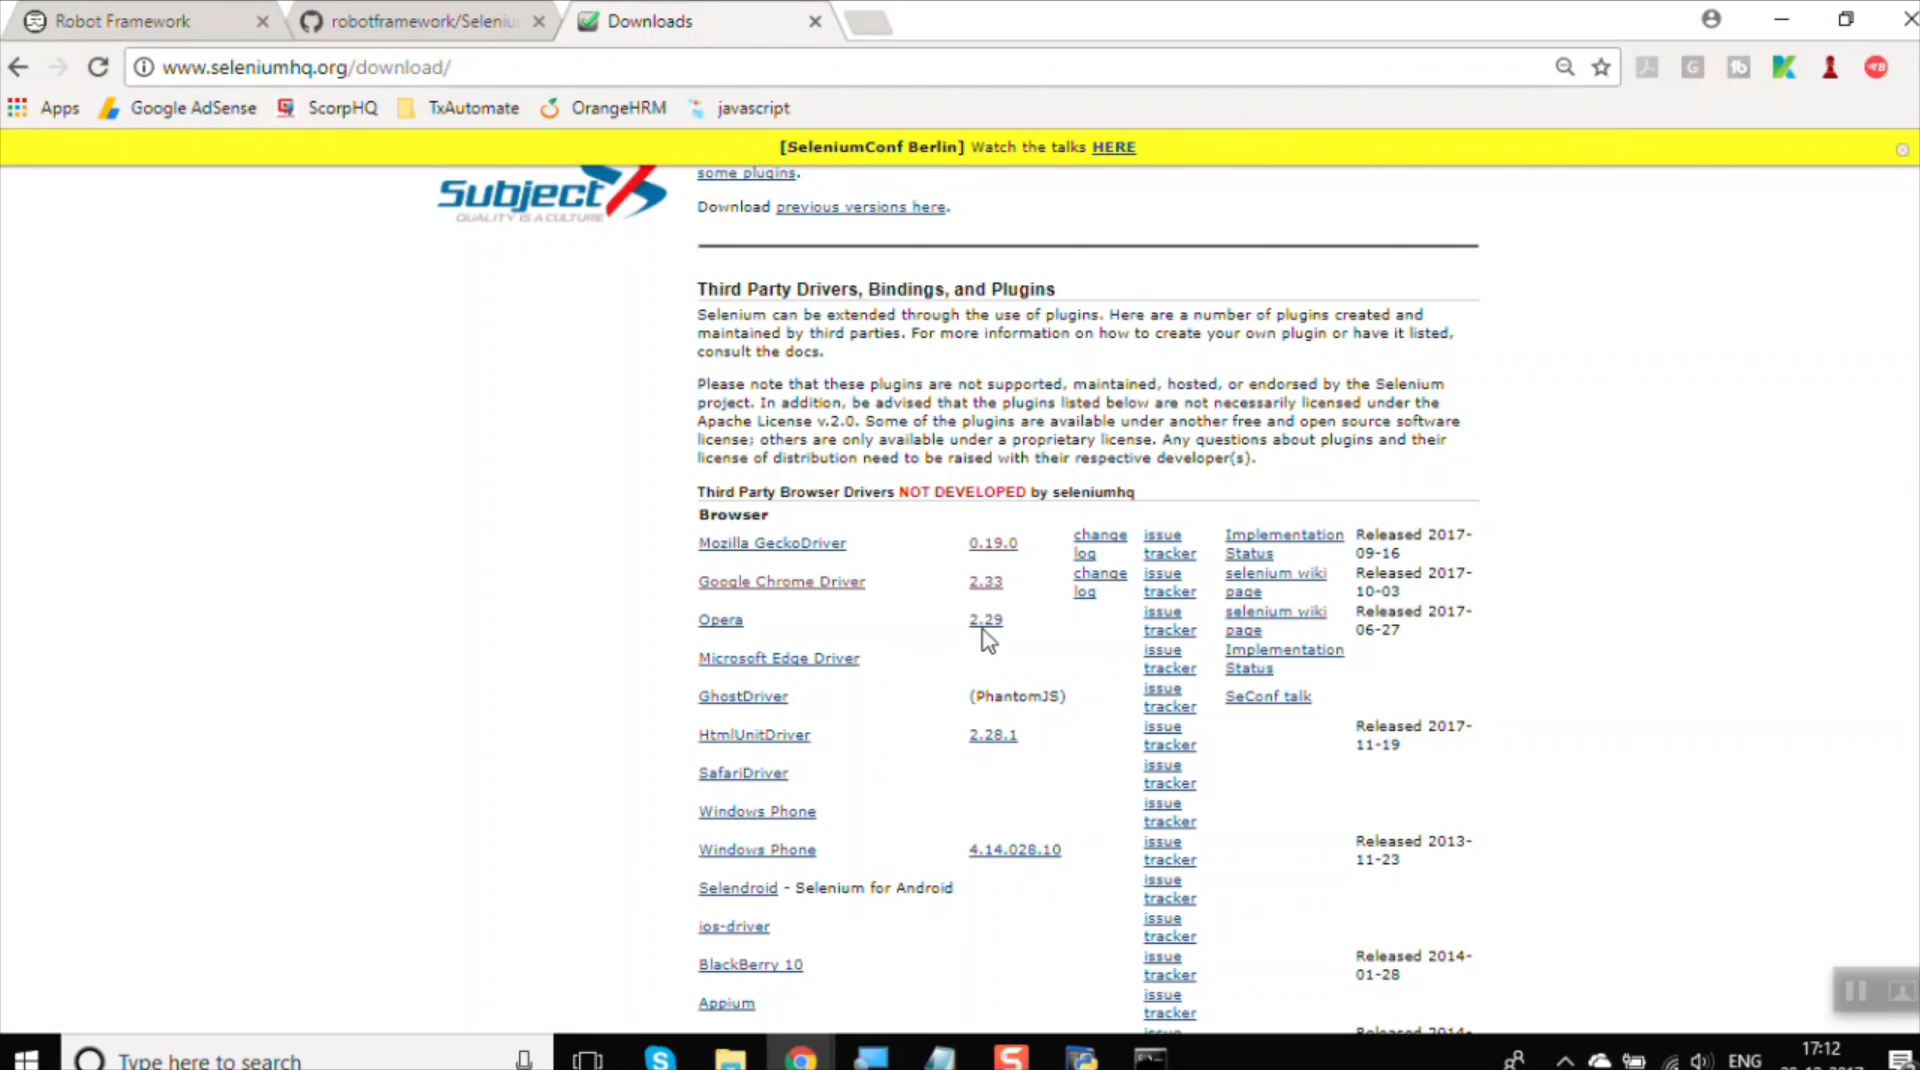 Robot Framework
robotframework/Seleniu
Downloads
www.seleniumhq.org/download/
Apps
Google AdSense
ScorpHQ
TxAutomate
OrangeHRM
javascript
[SeleniumConf Berlin] Watch the talks HERE
some plugins.
Subject
QUALITY IS A CULTURE
Download previous versions here.
Third Party Drivers, Bindings, and Plugins
Selenium can be extended through the use of plugins. Here are a number of plugins created and
maintained by third parties. For more information on how to create your own plugin or have it listed,
consult the docs.
Please note that these plugins are not supported, maintained, hosted, or endorsed by the Selenium
project. In addition, be advised that the plugins listed below are not necessarily licensed under the
Apache License v.2.0. Some of the plugins are available under another free and open source software
license; others are only available under a proprietary license. Any questions about plugins and their
license of distribution need to be raised with their respective developer(s).
Third Party Browser Drivers NOT DEVELOPED by seleniumhq
Browser
Mozilla GeckoDriver 0.19.0 change issue Implementation Released 2017-
log tracker Status 09-16
Google Chrome Driver 2.33 change issue selenium wiki Released 2017-
log tracker page 10-03
Opera 2.29 issue selenium wiki Released 2017-
tracker page 06-27
Microsoft Edge Driver issue Implementation
tracker Status
GhostDriver (PhantomJS) issue SeConf talk
tracker
HtmlUnitDriver 2.28.1 issue Released 2017-
tracker 11-19
SafariDriver issue
tracker
Windows Phone issue
tracker
Windows Phone 4.14.028.10 issue Released 2013-
tracker 11-23
Selendroid - Selenium for Android issue
tracker
ios-driver issue
tracker
BlackBerry 10 issue Released 2014-
tracker 01-28
Appium issue
tracker
Type here to search
ENG
17:12